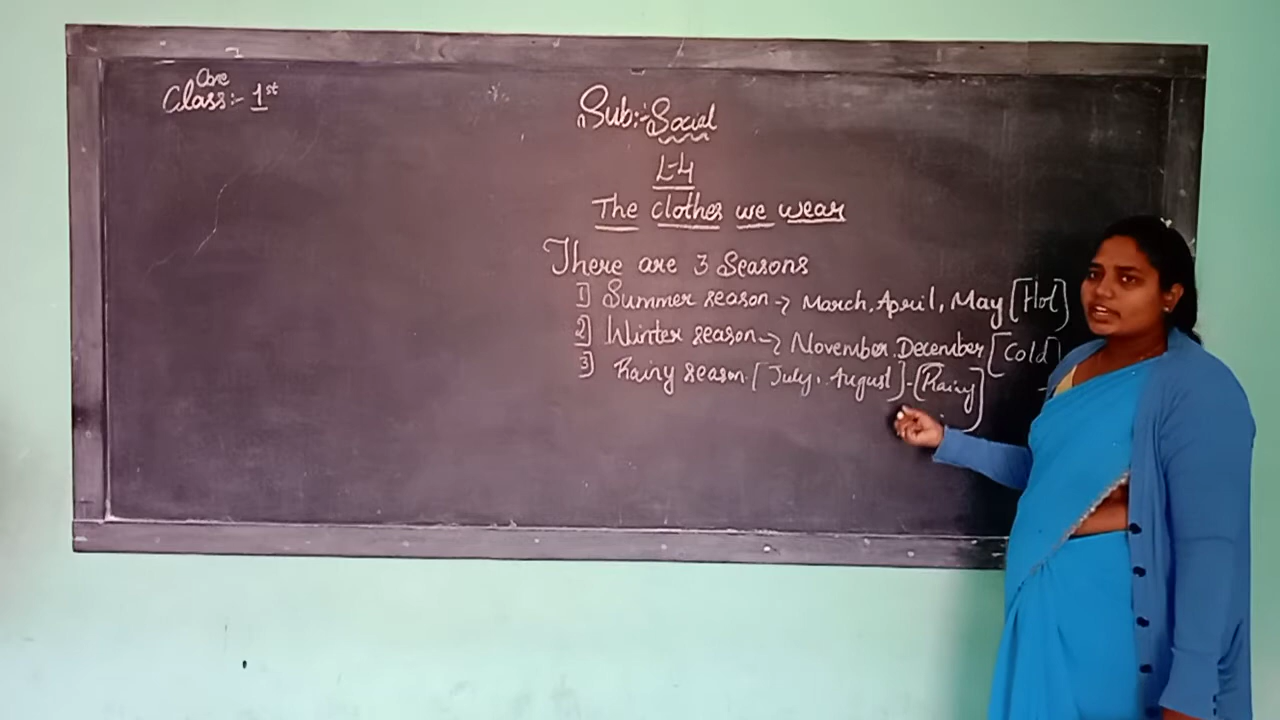 One
Class:- 1st
Sub:- Social
L-4
The clothes we wear
There are 3 Seasons
1] Summer season → March, April, May [Hot]
2] Winter season → November, December [Cold]
3] Rainy season. [July, August] - [Rainy]